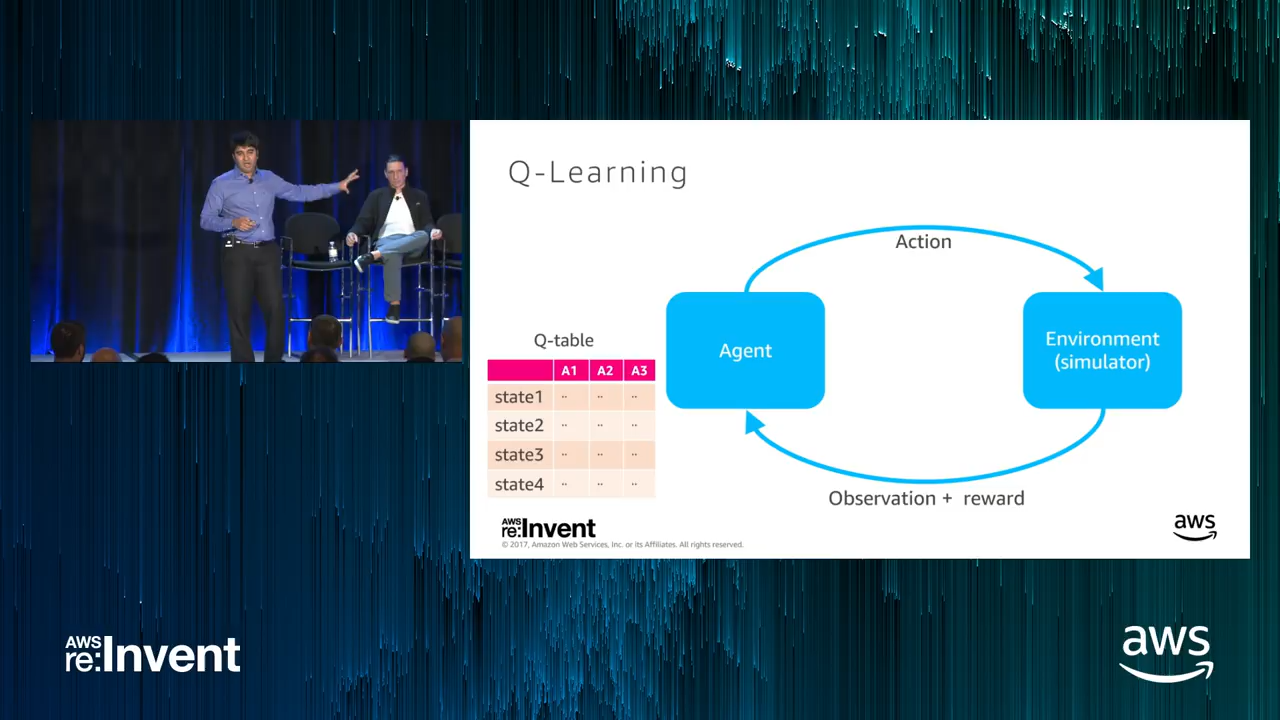 Q-Learning
Action
Agent
Environment
(simulator)
Q-table
A1 A2 A3
state1 .. .. ..
state2 .. .. ..
state3 .. .. ..
state4 .. .. ..
Observation + reward
AWS
re:Invent
© 2017, Amazon Web Services, Inc. or its Affiliates. All rights reserved.
aws
AWS
re:Invent
aws